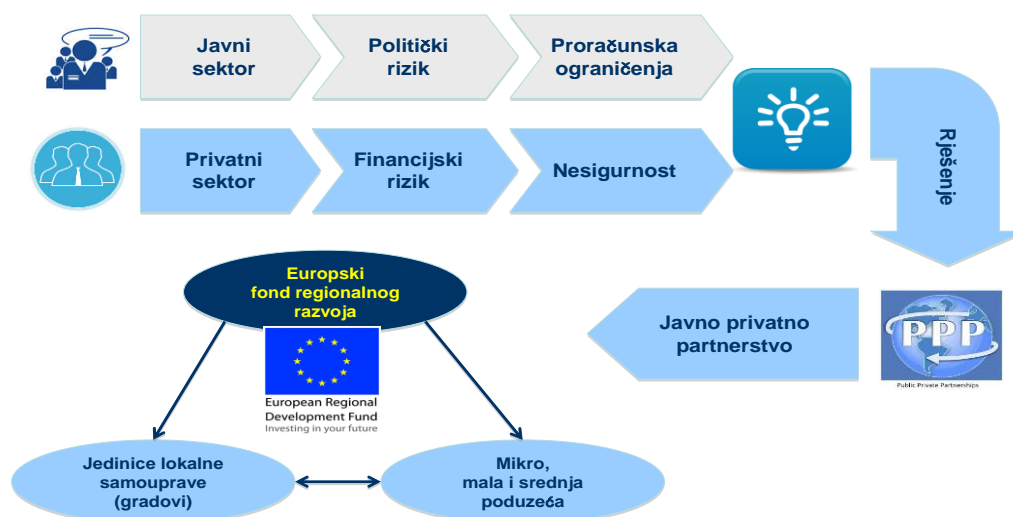 Javni
sektor
Politički
rizik
Proračunska
ograničenja
Privatni
sektor
Financijski
rizik
Nesigurnost
Rješenje
Europski
fond regionalnog
razvoja
European Regional
Development Fund
Investing in your future
Javno privatno
partnerstvo
PPP
Public Private Partnerships
Jedinice lokalne
samouprave
(gradovi)
Mikro,
mala i srednja
poduzeća